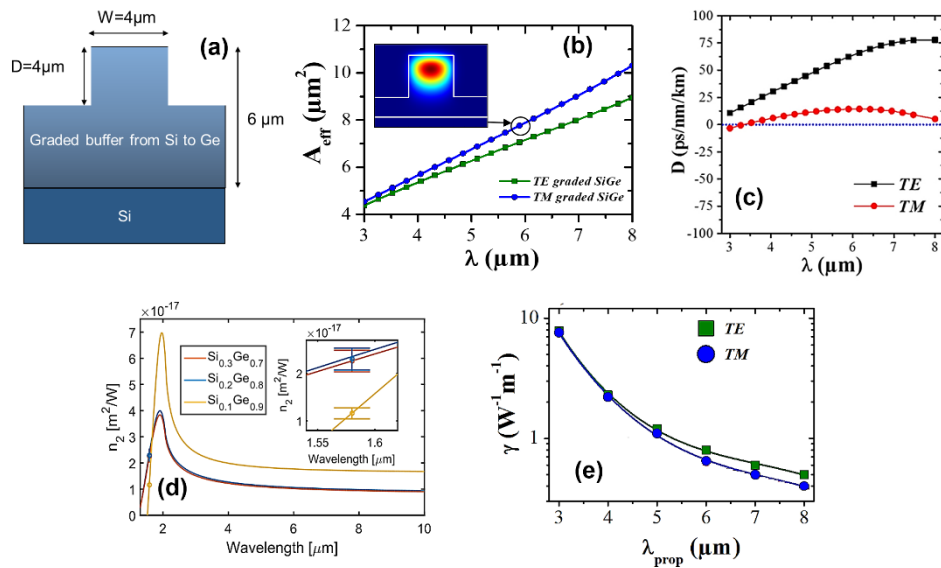 W=4μm
(a)
D=4μm
6 μm
Graded buffer from Si to Ge
Si
(b)
A_eff (μm²)
12
10
8
6
4
TE graded SiGe
TM graded SiGe
3 4 5 6 7 8
λ (μm)
(c)
D (ps/nm/km)
100
75
50
25
0
-25
-50
-75
-100
TE
TM
3 4 5 6 7 8
λ (μm)
×10⁻¹⁷
n₂ [m²/W]
7
6
5
4
3
2
1
0
Si₀.₃Ge₀.₇
Si₀.₂Ge₀.₈
Si₀.₁Ge₀.₉
×10⁻¹⁷
n₂ [m²/W]
2
1
1.55 1.6
Wavelength [μm]
(d)
2 4 6 8 10
Wavelength [μm]
γ (W⁻¹m⁻¹)
10
1
TE
TM
(e)
3 4 5 6 7 8
λ_prop (μm)